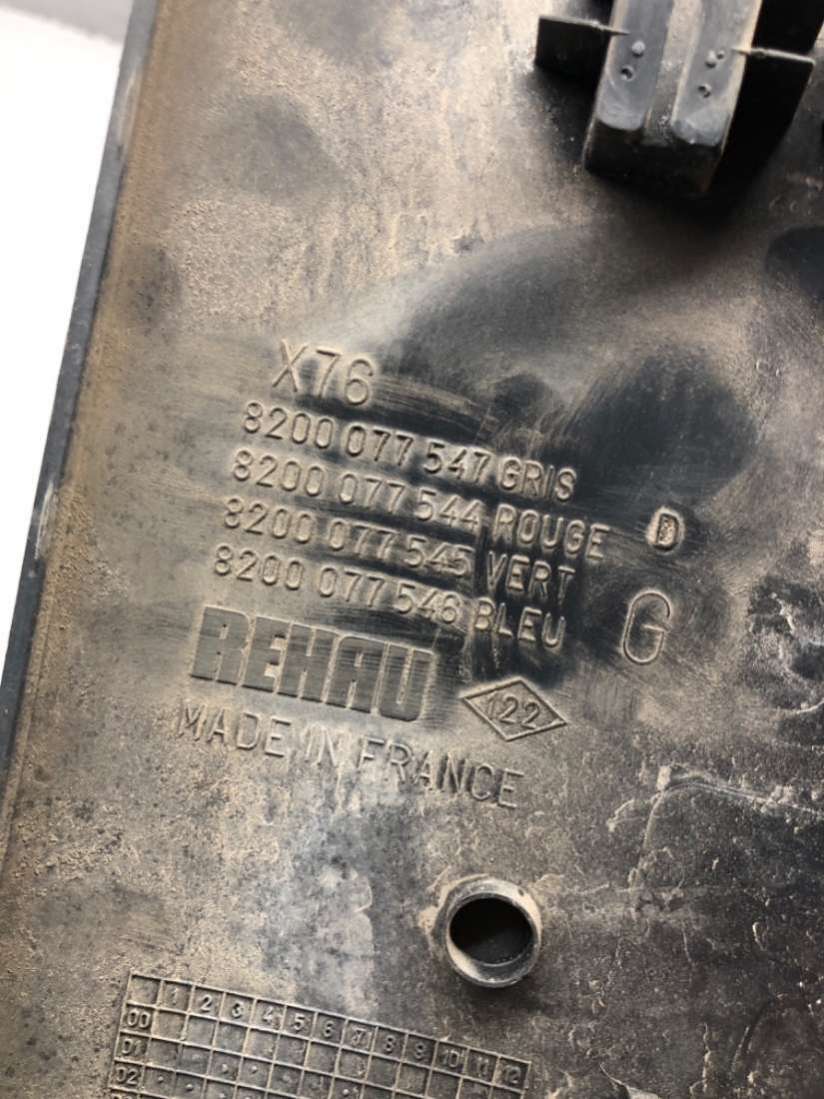 X76
8200 077 547 GRIS
8200 077 544 ROUGE D
8200 077 545 VERT
8200 077 546 BLEU G
REHAU 122
MADE IN FRANCE
1 2 3 4 5 6 7 8 9 10 11 12
00
01
02